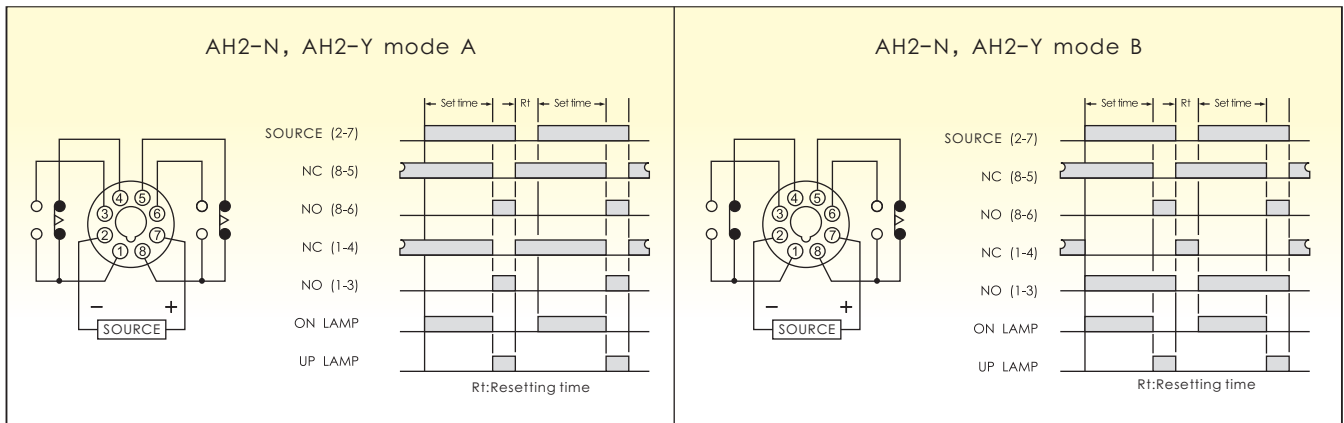 AH2-N, AH2-Y mode A
Set time Rt Set time
SOURCE (2-7)
NC (8-5)
NO (8-6)
NC (1-4)
NO (1-3)
ON LAMP
UP LAMP
Rt:Resetting time
4 5
3 6
2 7
1 8
− +
SOURCE
AH2-N, AH2-Y mode B
Set time Rt Set time
SOURCE (2-7)
NC (8-5)
NO (8-6)
NC (1-4)
NO (1-3)
ON LAMP
UP LAMP
Rt:Resetting time
4 5
3 6
2 7
1 8
− +
SOURCE